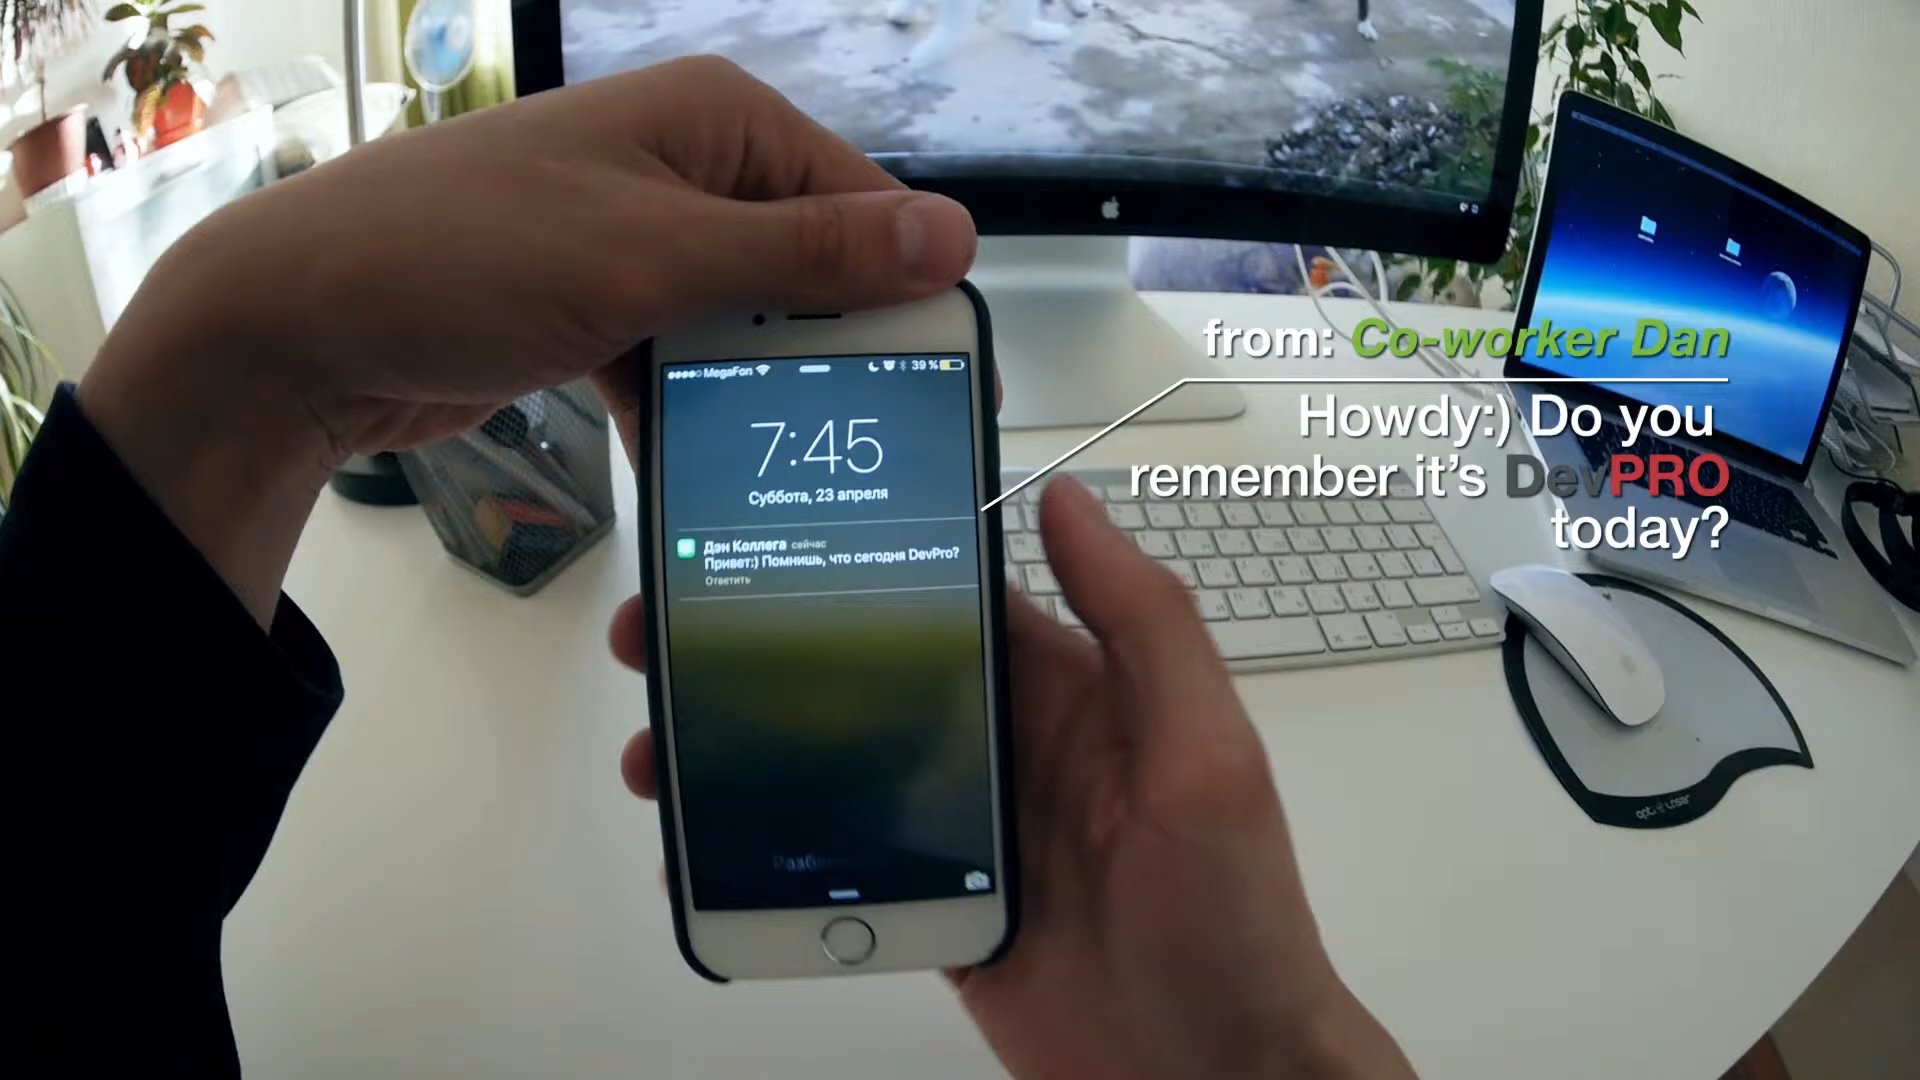 MegaFon 39 %
7:45
Суббота, 23 апреля
Дэн Коллега сейчас
Привет:) Помнишь, что сегодня DevPro?
Ответить
from: Co-worker Dan
Howdy:) Do you
remember it's DevPRO
today?